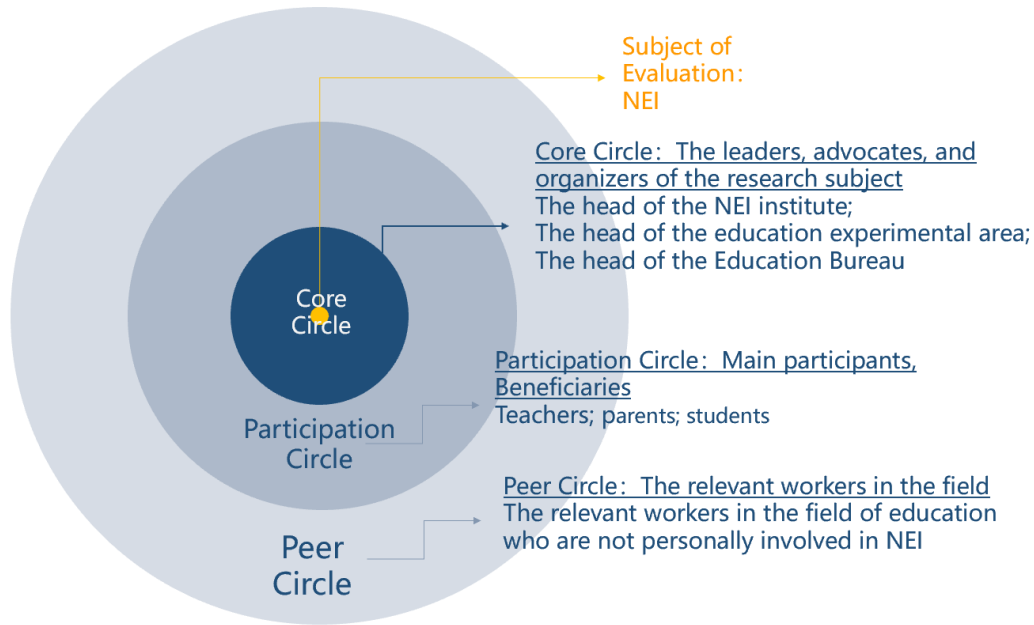 Subject of
Evaluation：
NEI
Core Circle： The leaders, advocates, and
organizers of the research subject
The head of the NEI institute;
The head of the education experimental area;
The head of the Education Bureau
Core
Circle
Participation Circle： Main participants,
Beneficiaries
Teachers; parents; students
Participation
Circle
Peer Circle： The relevant workers in the field
The relevant workers in the field of education
who are not personally involved in NEI
Peer
Circle